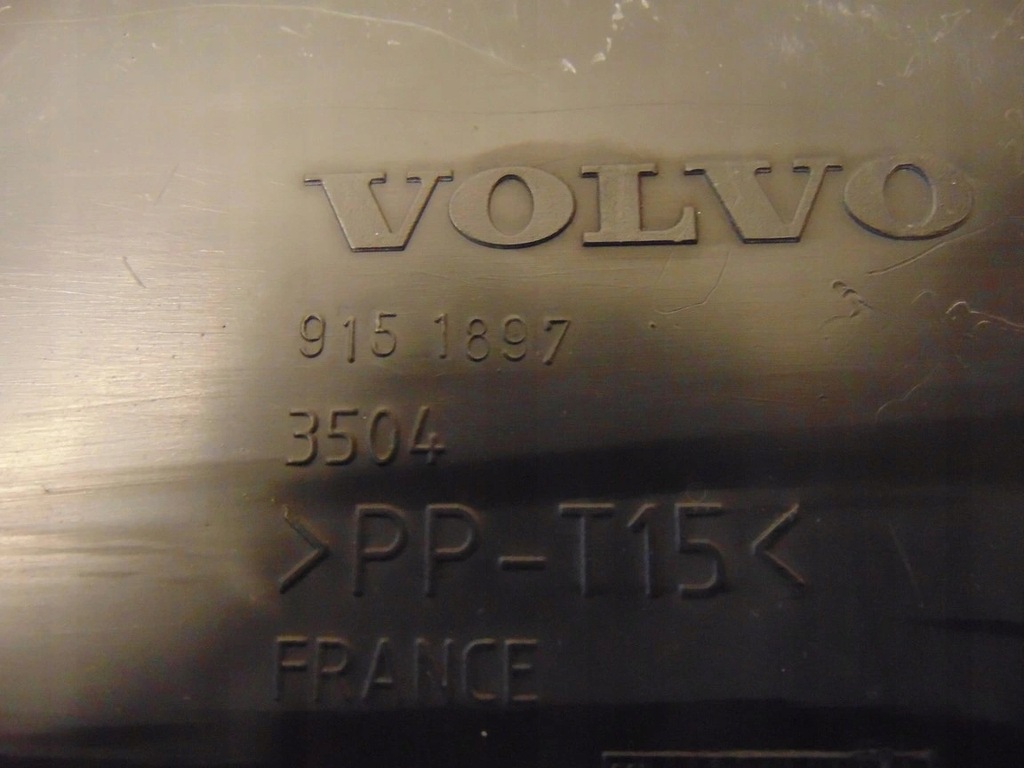 VOLVO
915 1897
3504
>PP-T15<
FRANCE